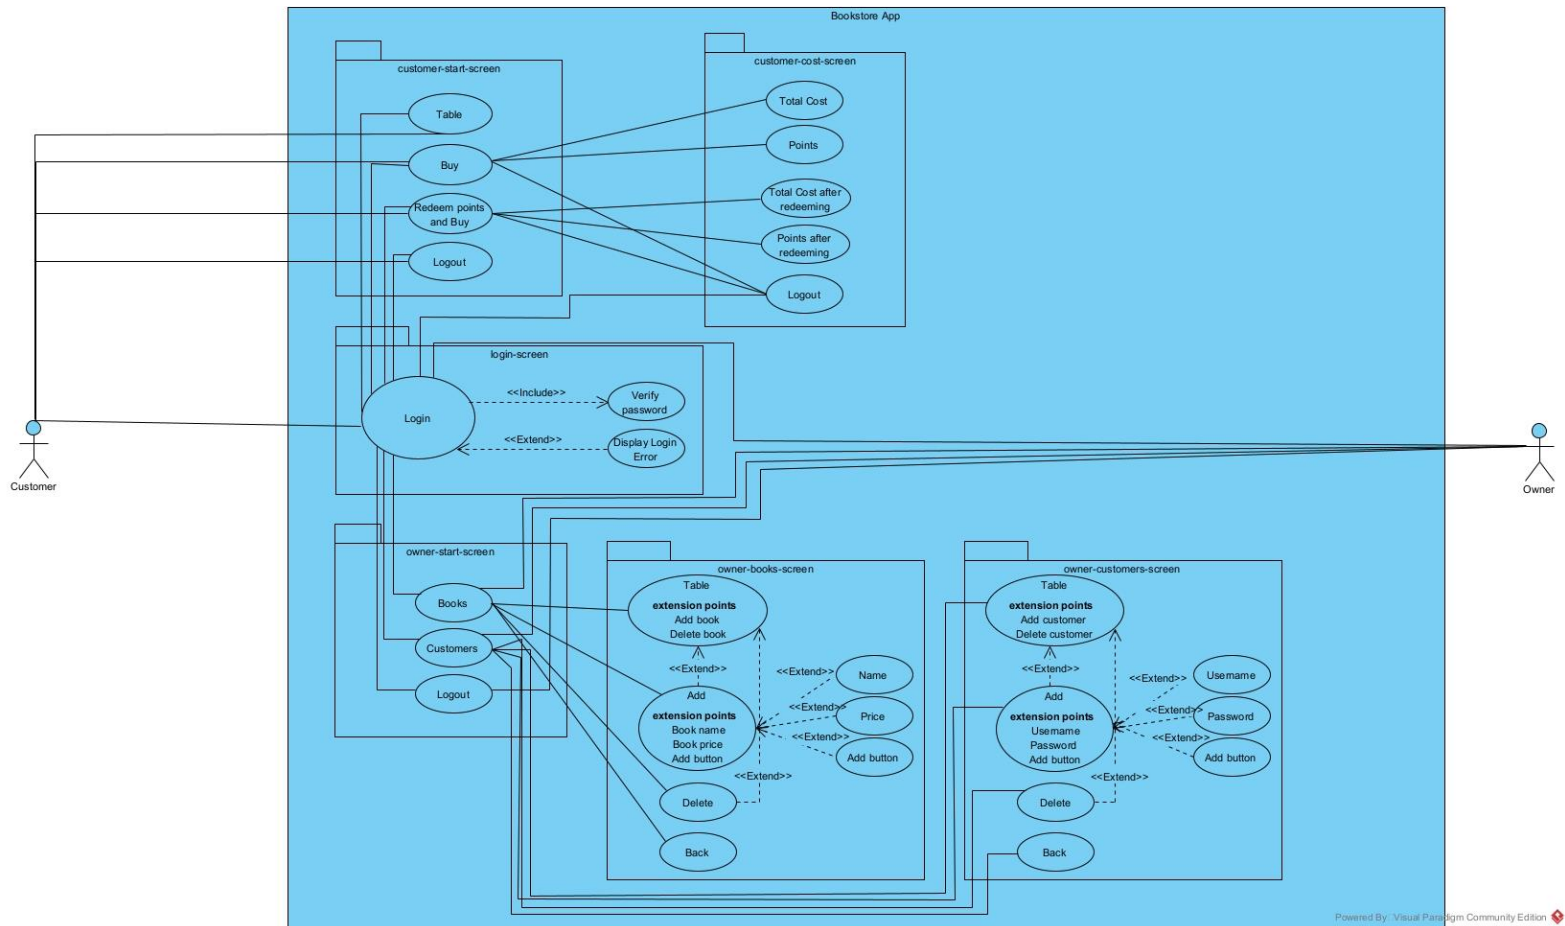 Bookstore App
customer-start-screen
Table
Buy
Redeem points
and Buy
Logout
customer-cost-screen
Total Cost
Points
Total Cost after
redeeming
Points after
redeeming
Logout
login-screen
Login
<<Include>>
Verify
password
<<Extend>>
Display Login
Error
Customer
Owner
owner-start-screen
Books
Customers
Logout
owner-books-screen
Table
extension points
Add book
Delete book
<<Extend>>
Add
extension points
Book name
Book price
Add button
<<Extend>>
Name
<<Extend>>
Price
<<Extend>>
Add button
<<Extend>>
Delete
Back
owner-customers-screen
Table
extension points
Add customer
Delete customer
<<Extend>>
Add
extension points
Username
Password
Add button
<<Extend>>
Username
<<Extend>>
Password
<<Extend>>
Add button
<<Extend>>
Delete
Back
Powered By Visual Paradigm Community Edition